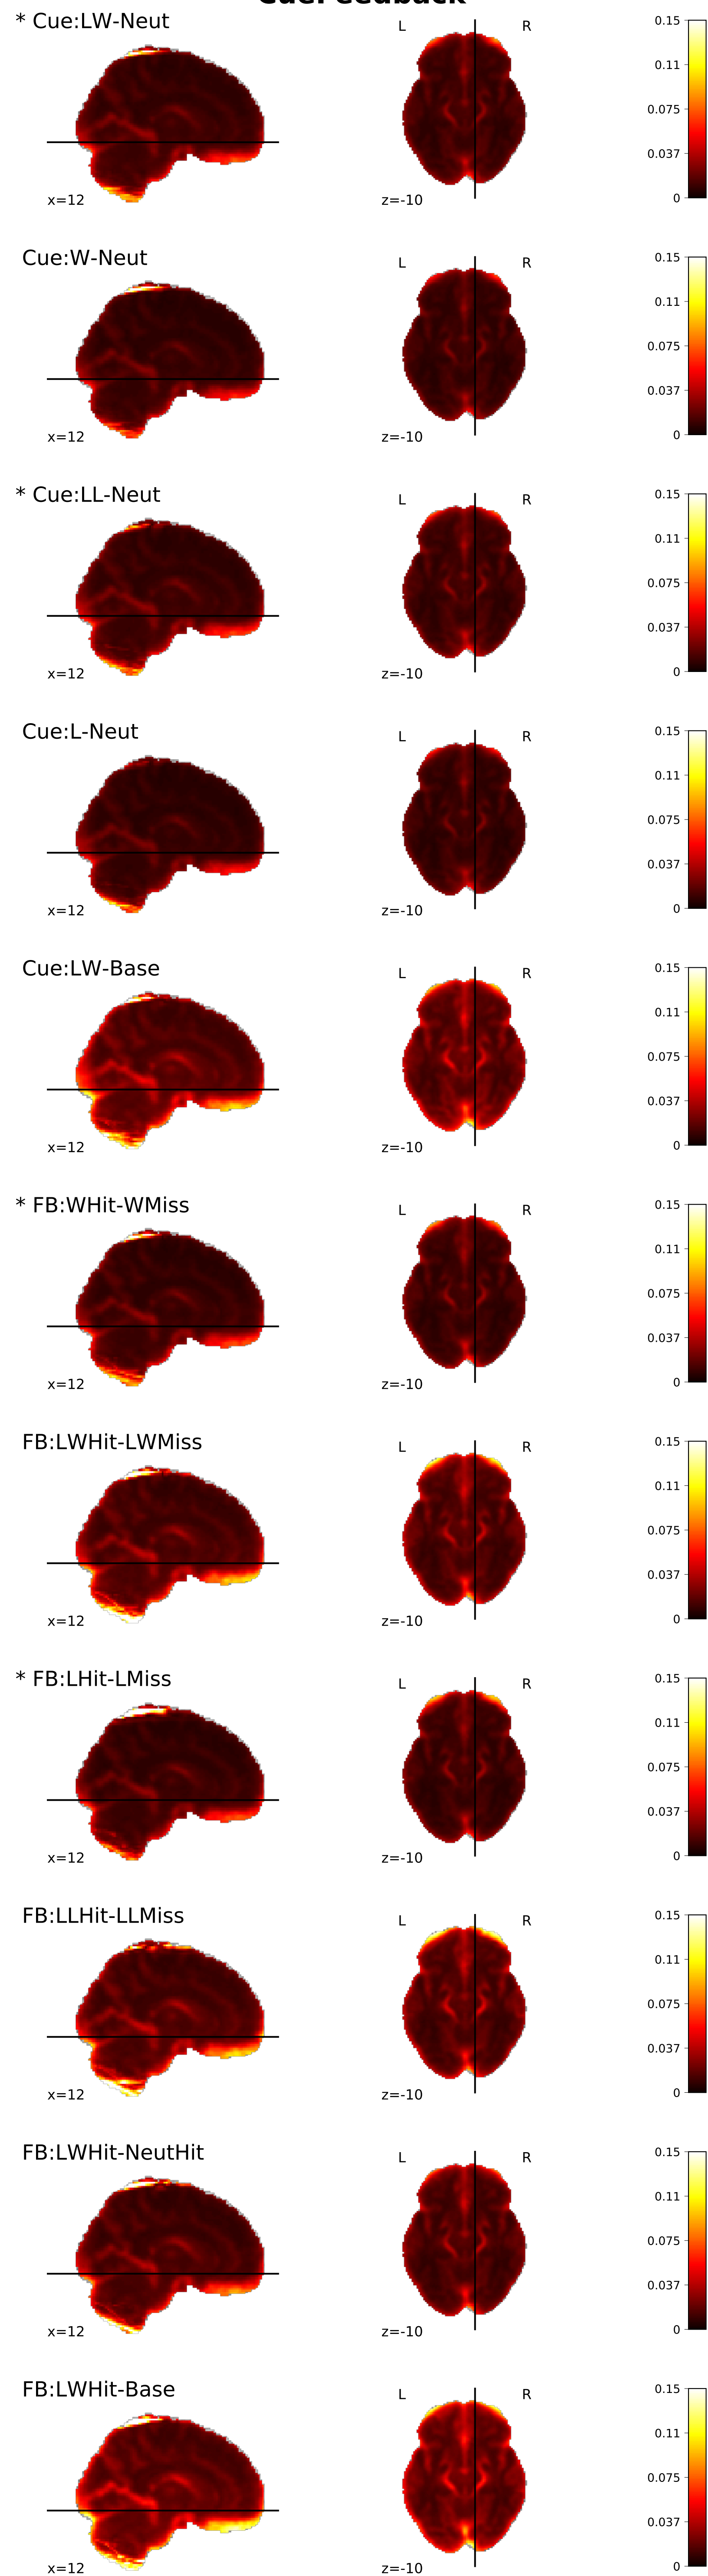 * Cue:LW-Neut
L R
0.15
0.11
0.075
0.037
0
x=12 z=-10
Cue:W-Neut
L R
0.15
0.11
0.075
0.037
0
x=12 z=-10
* Cue:LL-Neut
L R
0.15
0.11
0.075
0.037
0
x=12 z=-10
Cue:L-Neut
L R
0.15
0.11
0.075
0.037
0
x=12 z=-10
Cue:LW-Base
L R
0.15
0.11
0.075
0.037
0
x=12 z=-10
* FB:WHit-WMiss
L R
0.15
0.11
0.075
0.037
0
x=12 z=-10
FB:LWHit-LWMiss
L R
0.15
0.11
0.075
0.037
0
x=12 z=-10
* FB:LHit-LMiss
L R
0.15
0.11
0.075
0.037
0
x=12 z=-10
FB:LLHit-LLMiss
L R
0.15
0.11
0.075
0.037
0
x=12 z=-10
FB:LWHit-NeutHit
L R
0.15
0.11
0.075
0.037
0
x=12 z=-10
FB:LWHit-Base
L R
0.15
0.11
0.075
0.037
0
x=12 z=-10